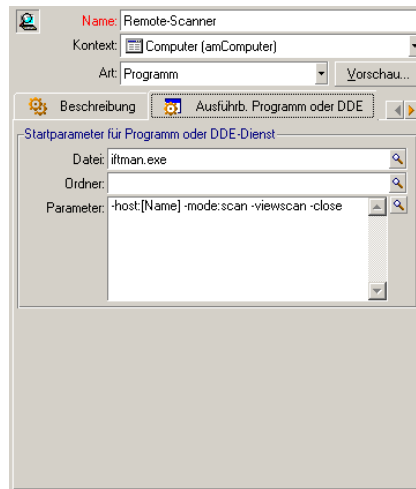 Name: Remote-Scanner
Kontext: Computer (amComputer)
Art: Programm Vorschau...
Beschreibung Ausführb. Programm oder DDE
Startparameter für Programm oder DDE-Dienst
Datei: iftman.exe
Ordner:
Parameter: -host:[Name] -mode:scan -viewscan -close